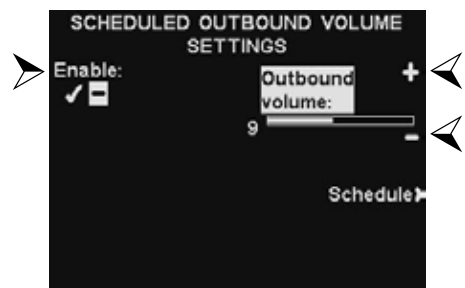 SCHEDULED OUTBOUND VOLUME
SETTINGS
Enable:
✓ -
Outbound
volume:
+
9
-
Schedule